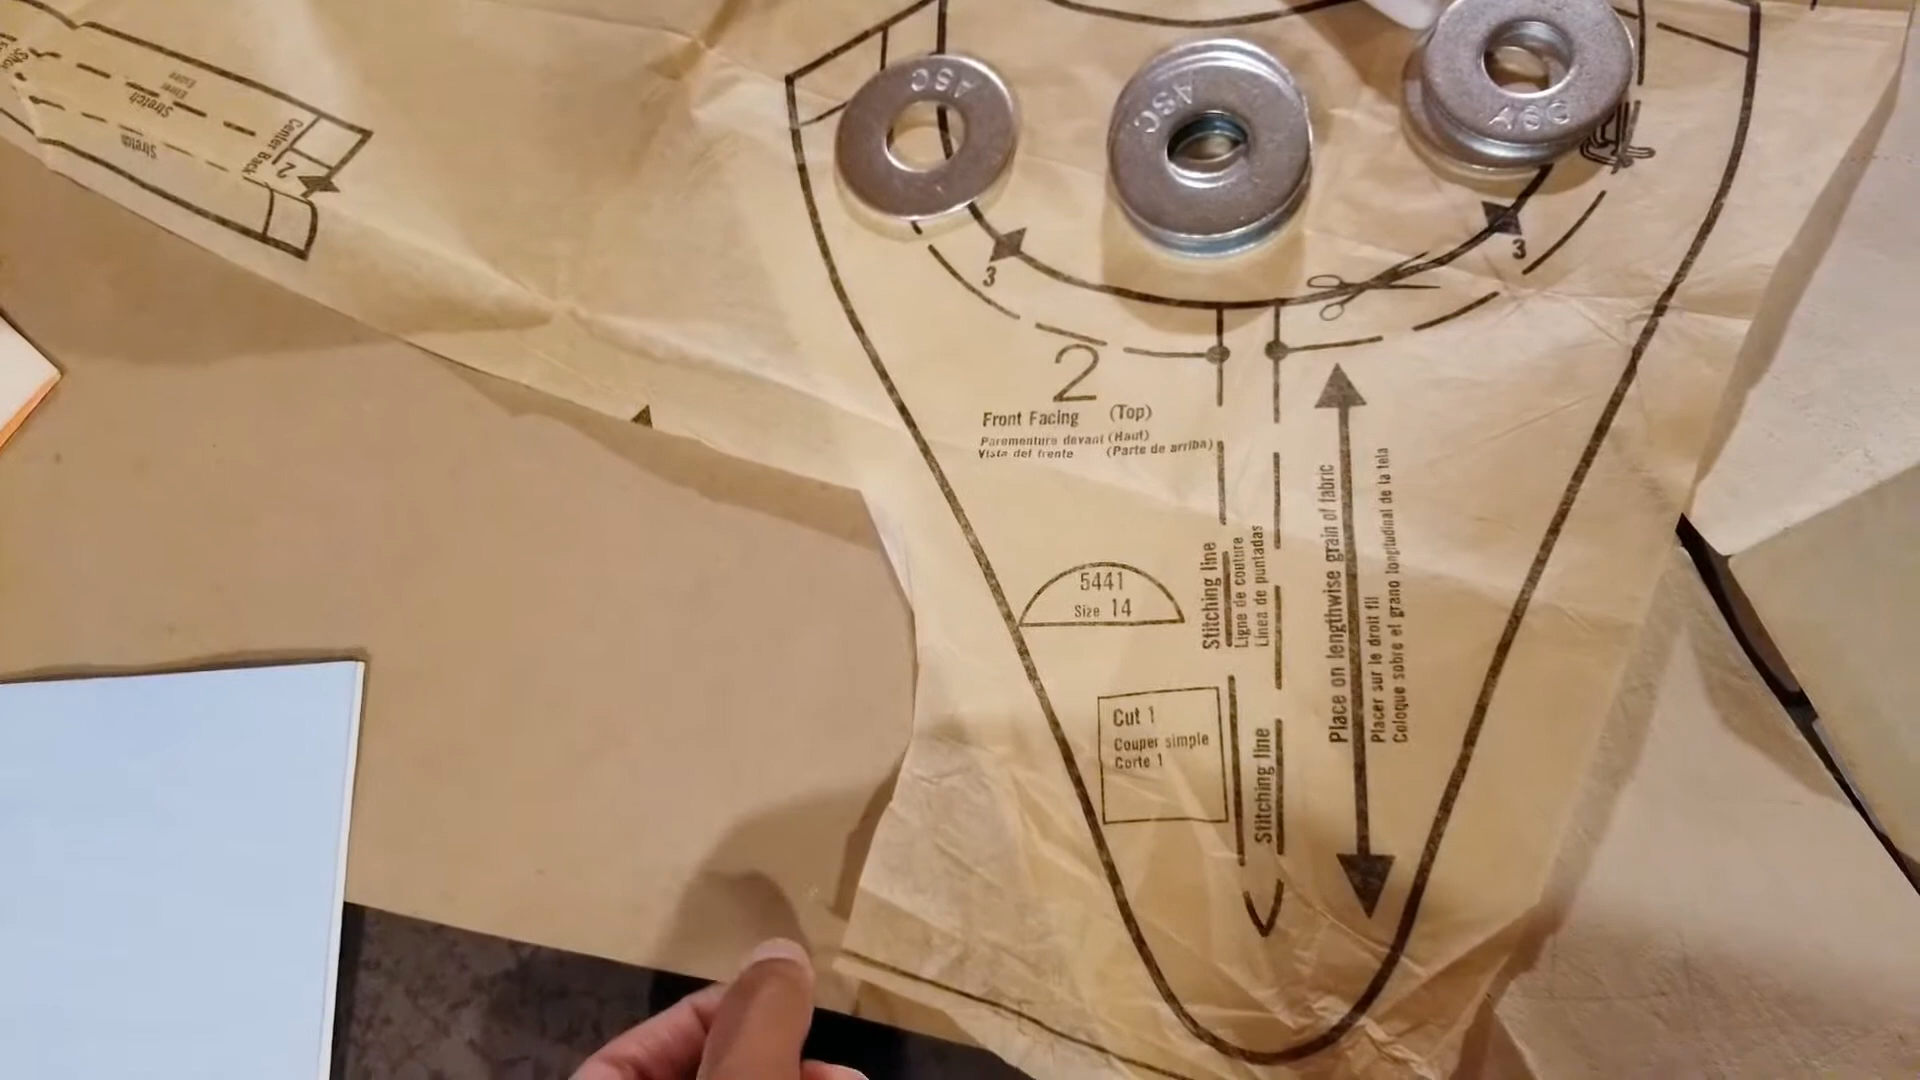 Stretch
Stretch
Center Back
2
ASC
ASC
ASC
3
3
2
Front Facing (Top)
Parementure devant (Haut)
Vista del frente (Parte de arriba)
5441
Size 14
Stitching line
Ligne de couture
Línea de puntadas
Cut 1
Couper simple
Corte 1
Stitching line
Place on lengthwise grain of fabric
Placer sur le droit fil
Coloque sobre el grano longitudinal de la tela